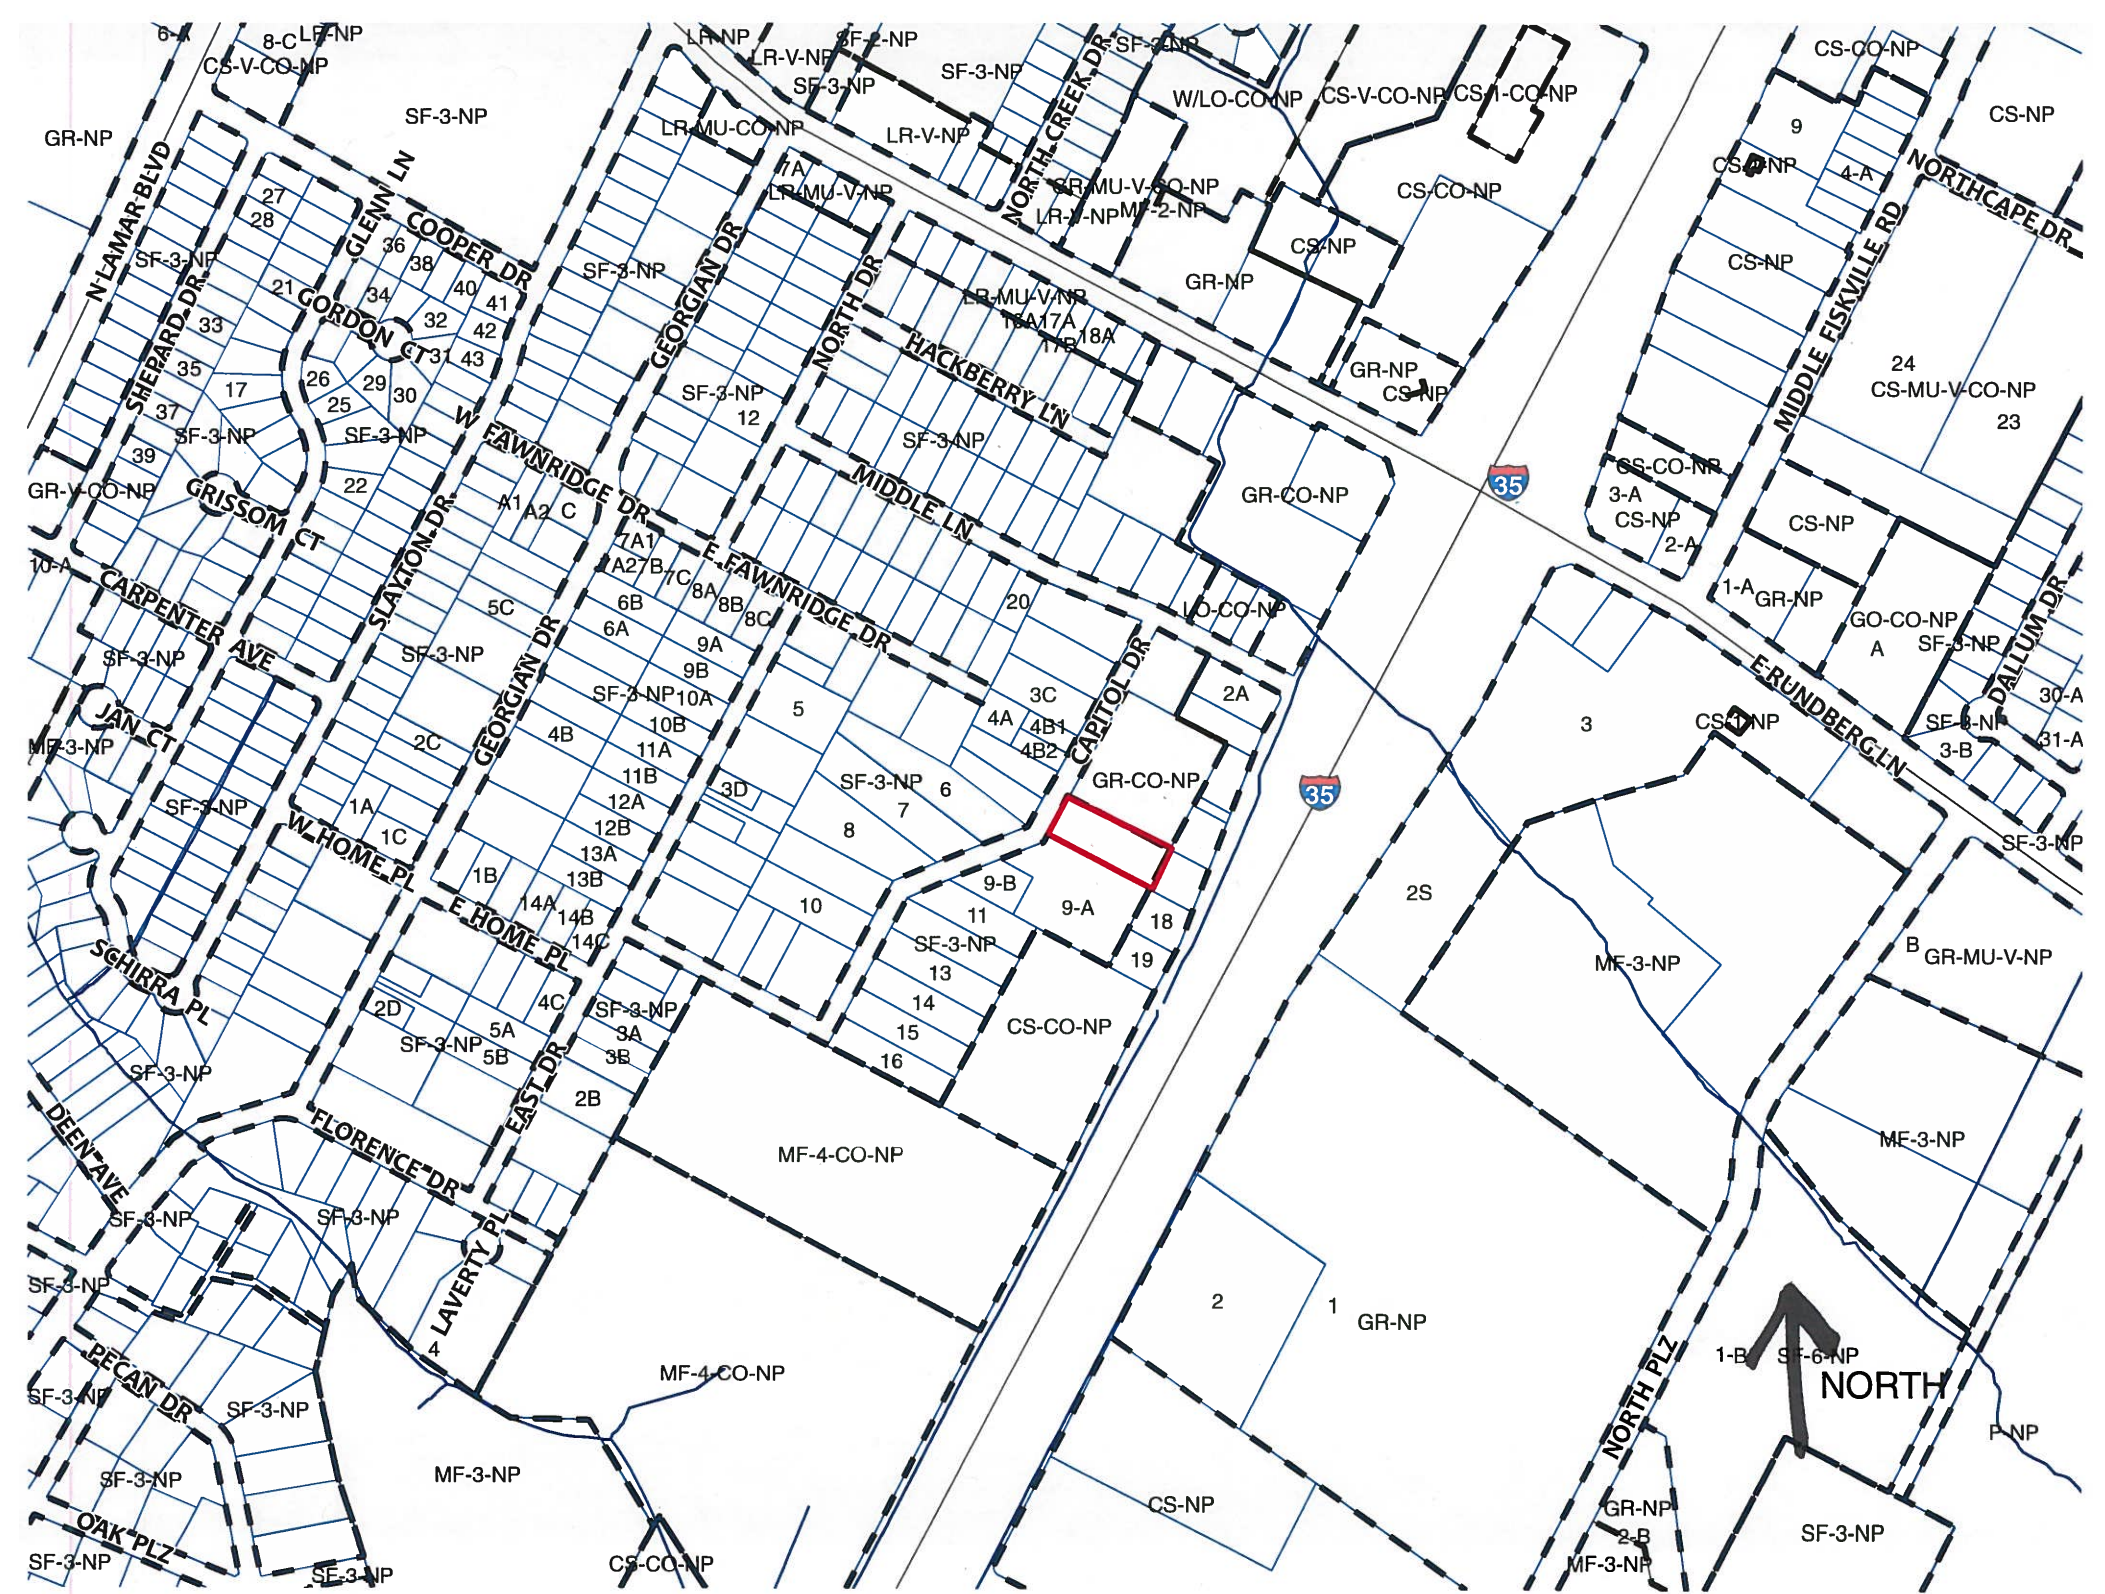 6-A
8-C
LR-NP
CS-V-CO-NP
SF-3-NP
GR-NP
LR-NP
LR-V-NP
SF-2-NP
SF-3-NP
SF-3-NP
LR-MU-CO-NP
LR-V-NP
NORTH CREEK DR
SF-3-NP
W/LO-CO-NP
CS-V-CO-NP
CS-1-CO-NP
CS-CO-NP
CS-NP
9
CS-1-NP
4-A
NORTHCAPE DR
7A
LR-MU-V-NP
GR-MU-V-CO-NP
LR-V-NP
MF-2-NP
CS-CO-NP
CS-NP
GR-NP
CS-NP
N LAMAR BLVD
27
28
GLENN LN
COOPER DR
36
38
SF-3-NP
21
34
40
41
GORDON CT
32
42
33
31
43
SHEPARD DR
35
17
26
29
30
25
37
SF-3-NP
SF-3-NP
39
GR-V-CO-NP
GRISSOM CT
22
SF-3-NP
GEORGIAN DR
NORTH DR
LR-MU-V-NP
16A
17A
18A
17B
HACKBERRY LN
SF-3-NP
12
SF-3-NP
MIDDLE LN
GR-NP
CS-NP
MIDDLE FISKVILLE RD
24
CS-MU-V-CO-NP
23
CS-CO-NP
3-A
CS-NP
2-A
CS-NP
GR-CO-NP
35
W FAWNRIDGE DR
A1
A2
C
7A1
7A2
7B
7C
8A
8B
8C
E FAWNRIDGE DR
10-A
CARPENTER AVE
SLAYTON DR
5C
6B
6A
9A
9B
20
LO-CO-NP
1-A
GR-NP
GO-CO-NP
A
SF-3-NP
DALLUM DR
30-A
31-A
SF-3-NP
3-B
E RUNDBERG LN
SF-3-NP
SF-3-NP
GEORGIAN DR
SF-3-NP
10A
10B
11A
11B
12A
12B
13A
13B
5
3C
4A
4B1
4B2
CAPITOL DR
2A
3
CS-1-NP
JAN CT
MF-3-NP
2C
4B
SF-3-NP
1A
1C
3D
SF-3-NP
6
7
8
GR-CO-NP
35
SF-3-NP
W HOME PL
1B
14A
14B
14C
E HOME PL
10
9-B
11
9-A
18
19
2S
MF-3-NP
B
GR-MU-V-NP
SCHIRRA PL
2D
4C
SF-3-NP
5A
5B
SF-3-NP
3A
3B
2B
EAST DR
SF-3-NP
13
14
15
16
CS-CO-NP
SF-3-NP
DEEN AVE
FLORENCE DR
MF-4-CO-NP
MF-3-NP
SF-3-NP
SF-3-NP
LAVERTY PL
4
SF-3-NP
2
1
GR-NP
NORTH PLZ
1-B
SF-6-NP
NORTH
P-NP
PECAN DR
SF-3-NP
SF-3-NP
MF-4-CO-NP
SF-3-NP
MF-3-NP
CS-NP
GR-NP
2-B
MF-3-NP
SF-3-NP
OAK PLZ
SF-3-NP
SF-3-NP
CS-CO-NP